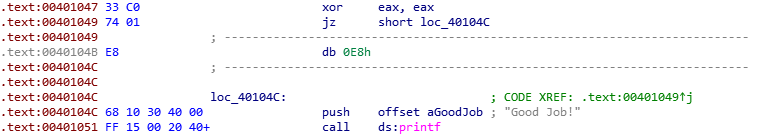 .text:00401047 33 C0 xor eax, eax
.text:00401049 74 01 jz short loc_40104C
.text:00401049 ; ---------------------------------------------------------------------------
.text:0040104B E8 db 0E8h
.text:0040104C ; ---------------------------------------------------------------------------
.text:0040104C
.text:0040104C loc_40104C: ; CODE XREF: .text:00401049↑j
.text:0040104C 68 10 30 40 00 push offset aGoodJob ; "Good Job!"
.text:00401051 FF 15 00 20 40+ call ds:printf